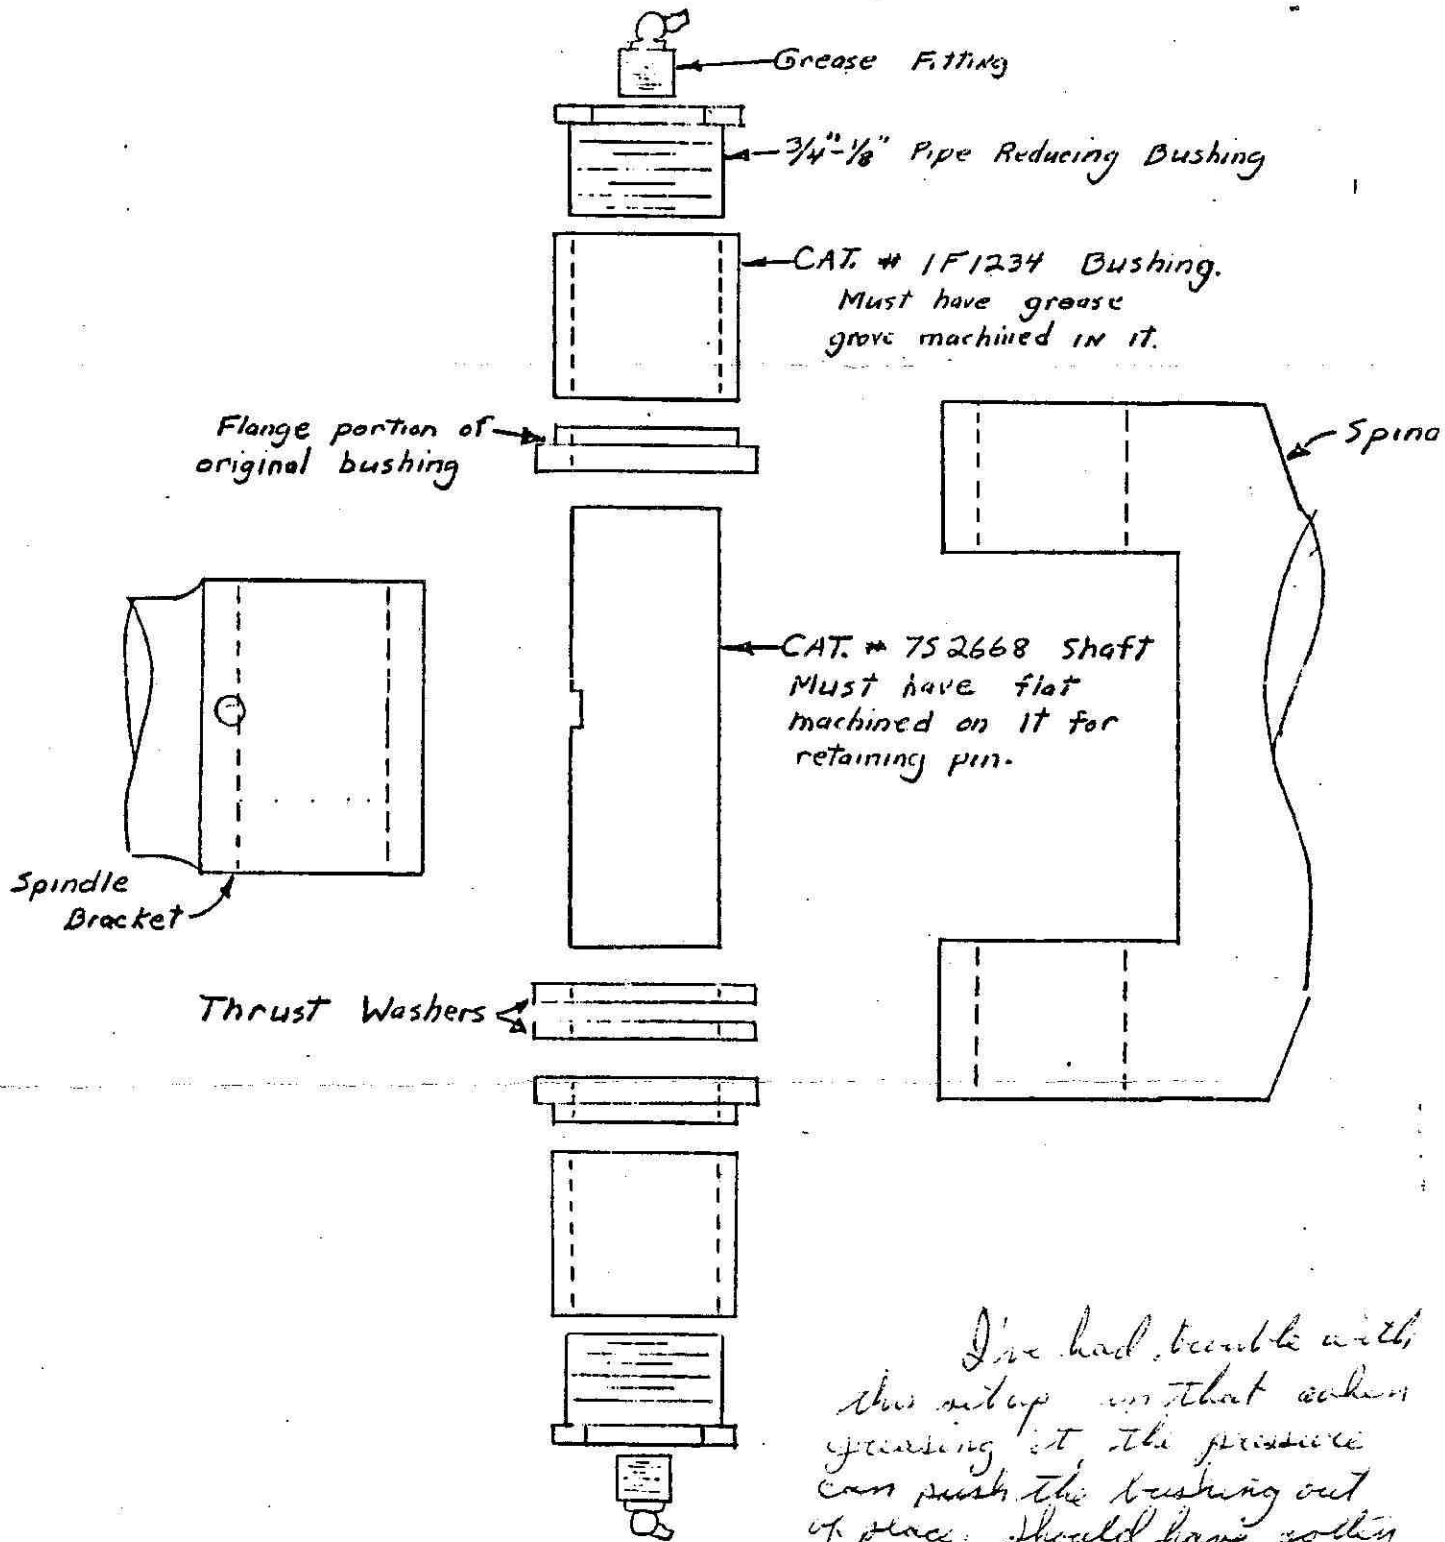 Grease Fitting
3/4"-1/8" Pipe Reducing Bushing
CAT. # 1F1234 Bushing.
Must have grease
grove machined IN it.
Flange portion of
original bushing
Spind
CAT. # 7S2668 Shaft
Must have flat
machined on it for
retaining pin.
Spindle
Bracket
Thrust Washers
I've had trouble with
this setup in that when
greasing it, the pressure
can push the bushing out
of place. Should have gotten